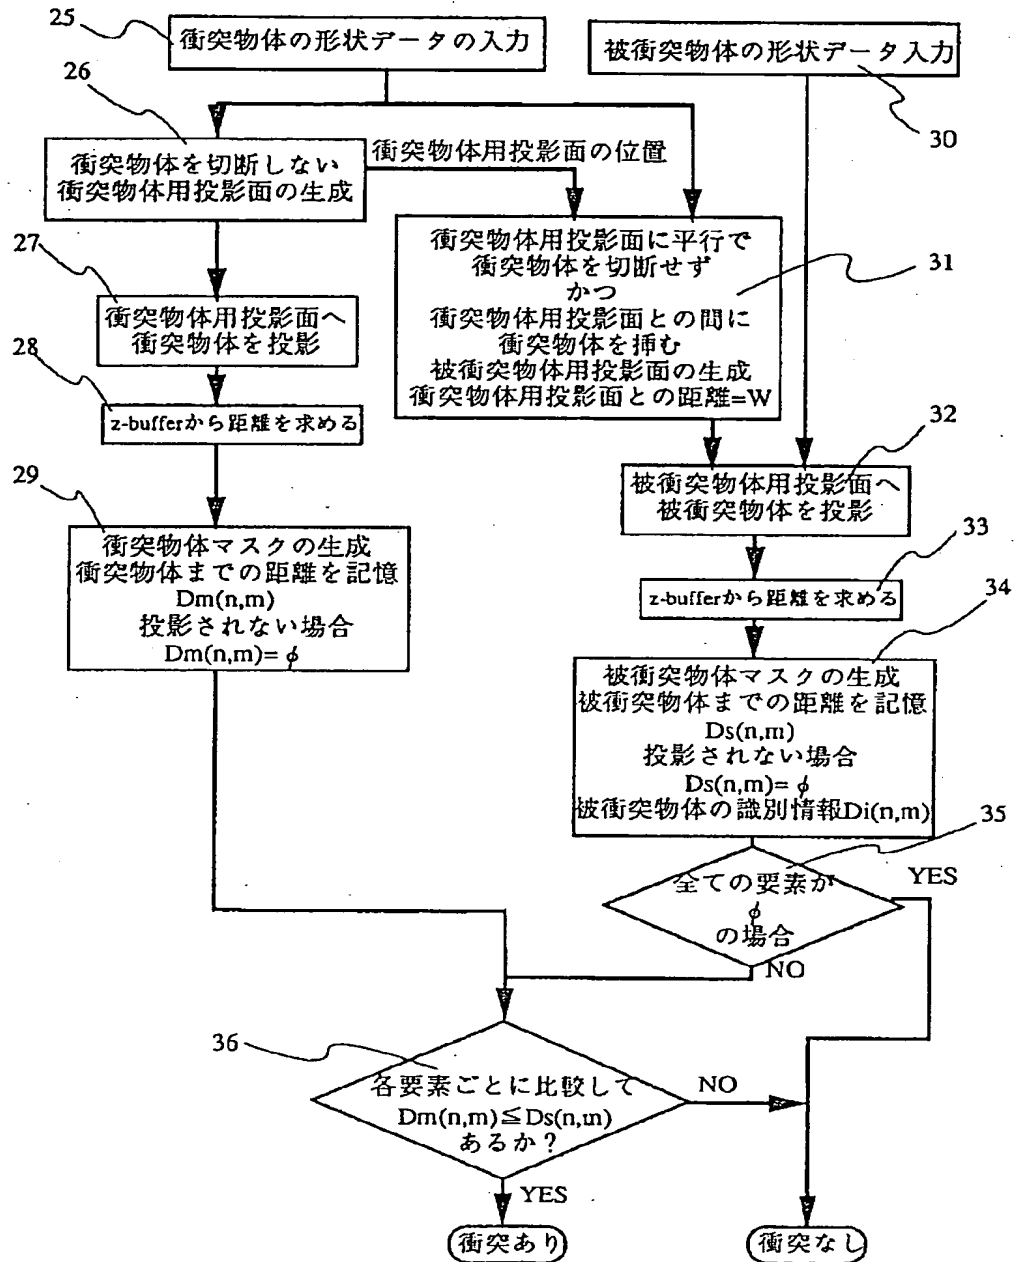 25
衝突物体の形状データの入力
被衝突物体の形状データ入力
30
26
衝突物体を切断しない
衝突物体用投影面の生成
衝突物体用投影面の位置
27
衝突物体用投影面へ
衝突物体を投影
衝突物体用投影面に平行で
衝突物体を切断せず
かつ
衝突物体用投影面との間に
衝突物体を挿む
被衝突物体用投影面の生成
衝突物体用投影面との距離=W
31
28
z-bufferから距離を求める
32
被衝突物体用投影面へ
被衝突物体を投影
29
衝突物体マスクの生成
衝突物体までの距離を記憶
Dm(n,m)
投影されない場合
Dm(n,m)= φ
33
z-bufferから距離を求める
34
被衝突物体マスクの生成
被衝突物体までの距離を記憶
Ds(n,m)
投影されない場合
Ds(n,m)= φ
被衝突物体の識別情報Di(n,m)
35
全ての要素が
φ
の場合
YES
NO
36
各要素ごとに比較して
Dm(n,m)≦Ds(n,m)
あるか?
NO
YES
衝突あり
衝突なし